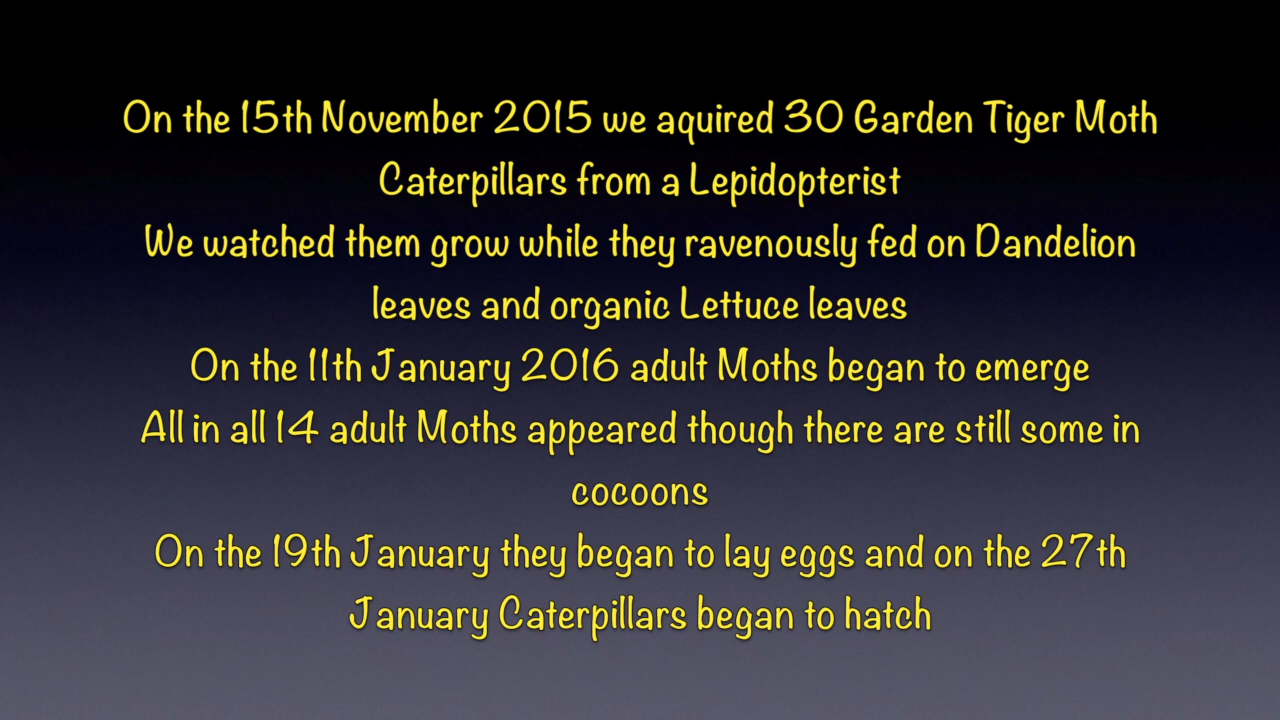 On the 15th November 2015 we aquired 30 Garden Tiger Moth
Caterpillars from a Lepidopterist
We watched them grow while they ravenously fed on Dandelion
leaves and organic Lettuce leaves
On the 11th January 2016 adult Moths began to emerge
All in all 14 adult Moths appeared though there are still some in
cocoons
On the 19th January they began to lay eggs and on the 27th
January Caterpillars began to hatch